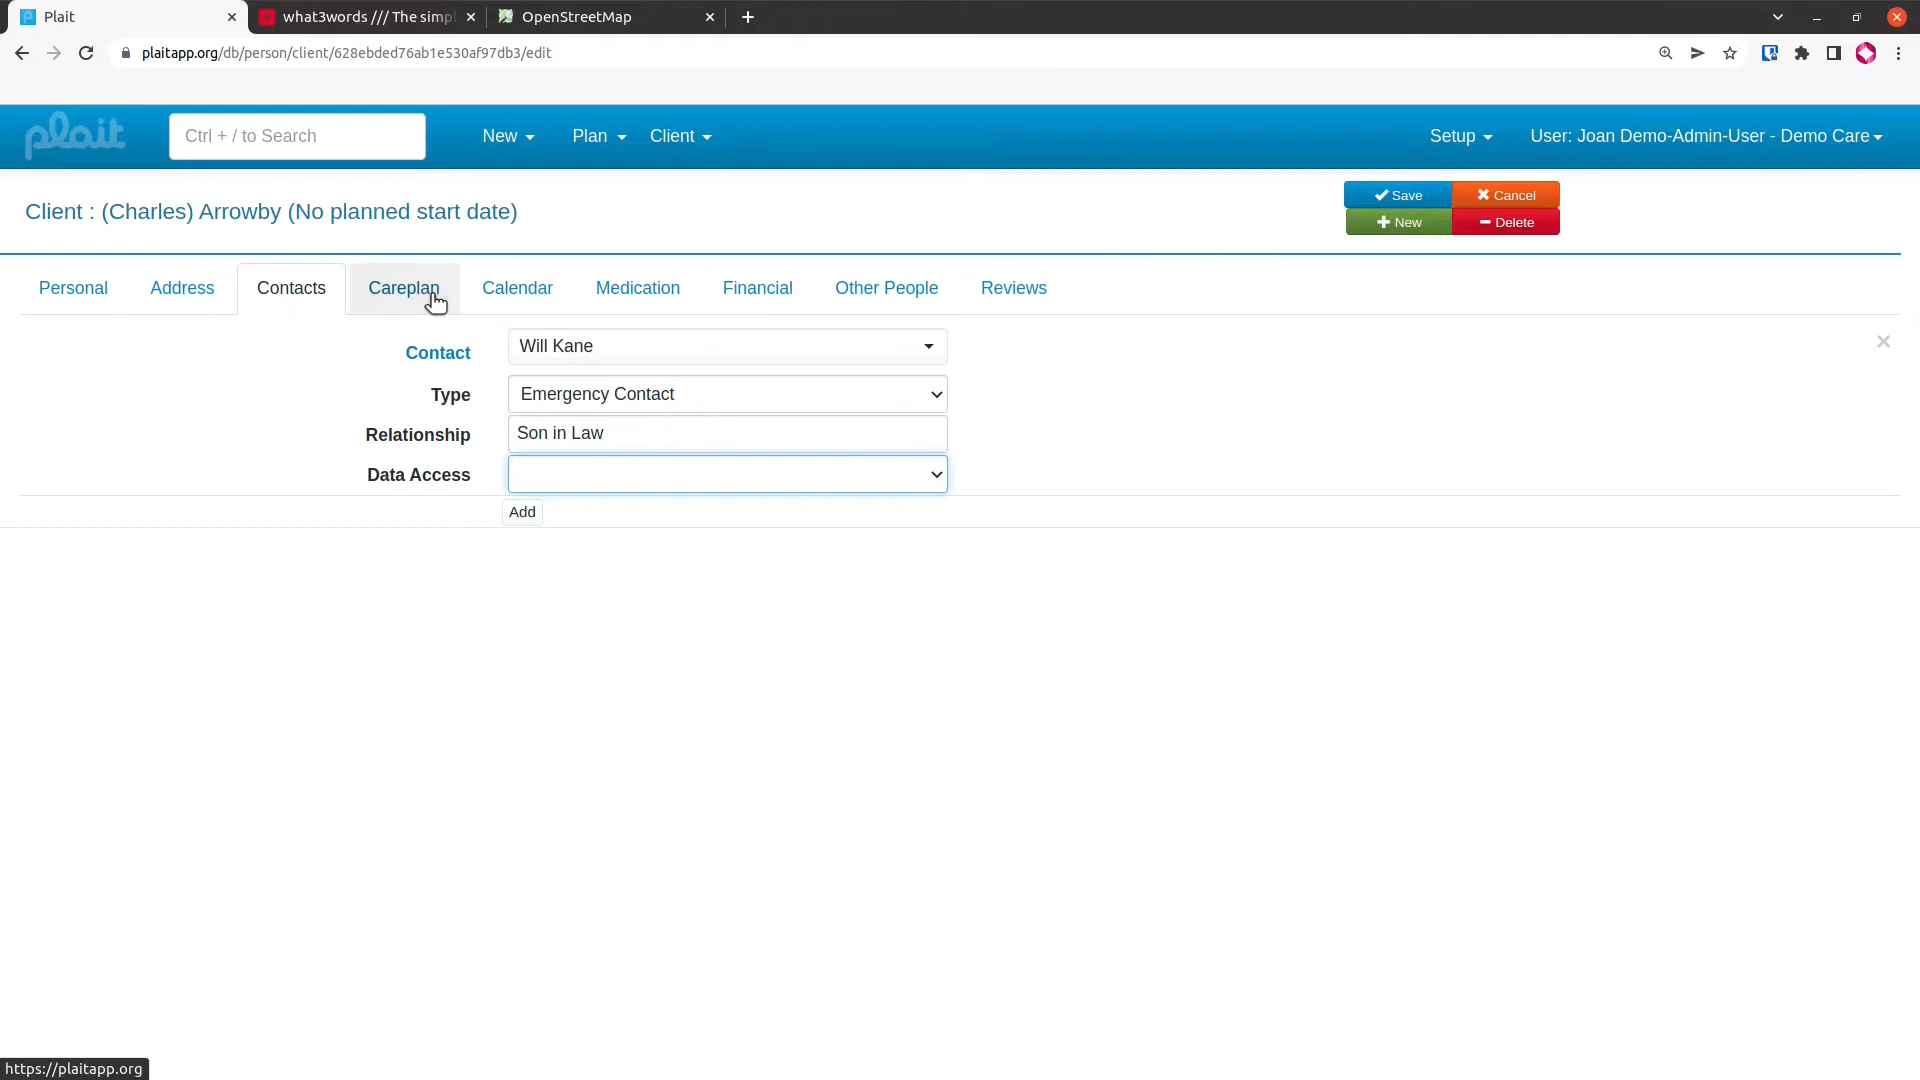 Plait
what3words /// The simp
OpenStreetMap
plaitapp.org/db/person/client/628ebded76ab1e530af97db3/edit
plait
Ctrl + / to Search
New
Plan
Client
Setup
User: Joan Demo-Admin-User - Demo Care
Client : (Charles) Arrowby (No planned start date)
Save
Cancel
New
Delete
Personal
Address
Contacts
Careplan
Calendar
Medication
Financial
Other People
Reviews
Contact
Will Kane
Type
Emergency Contact
Relationship
Son in Law
Data Access
Add
https://plaitapp.org